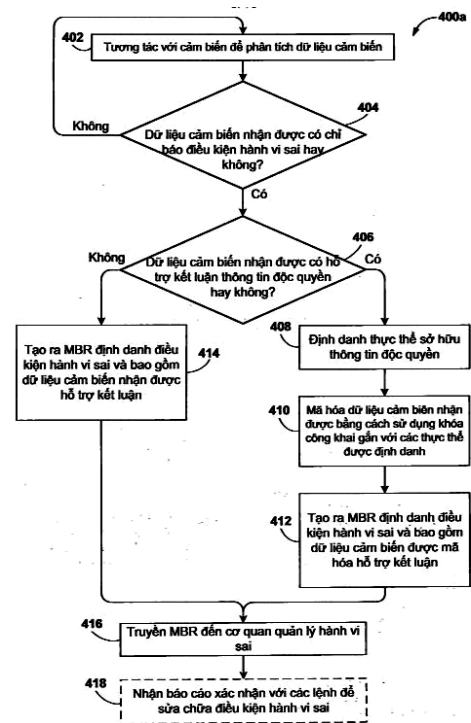 400a
402
Tương tác với cảm biến để phân tích dữ liệu cảm biến
404
Không
Dữ liệu cảm biến nhận được có chỉ
báo điều kiện hành vi sai hay
không?
Có
406
Không
Dữ liệu cảm biến nhận được có hỗ
trợ kết luận thông tin độc quyền
hay không?
Có
414
Tạo ra MBR định danh điều
kiện hành vi sai và bao gồm
dữ liệu cảm biến nhận được
hỗ trợ kết luận
408
Định danh thực thể sở hữu
thông tin độc quyền
410
Mã hóa dữ liệu cảm biên nhận
được bằng cách sử dụng khóa
công khai gắn với các thực thể
được định danh
412
Tạo ra MBR định danh điều
kiện hành vi sai và bao gồm
dữ liệu cảm biến được mã
hóa hỗ trợ kết luận
416
Truyền MBR đến cơ quan quản lý hành vi
sai
418
Nhận báo cáo xác nhận với các lệnh để
sửa chữa điều kiện hành vi sai